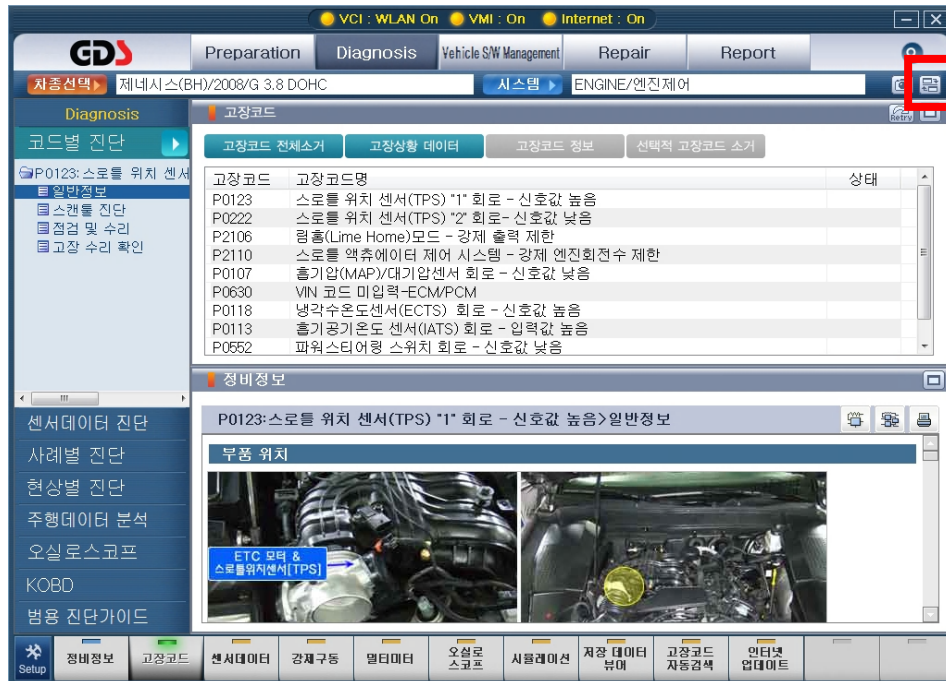 VCI : WLAN On VMI : On Internet : On
GDS Preparation Diagnosis Vehicle S/W Management Repair Report
차종선택 제네시스(BH)/2008/G 3.8 DOHC 시스템 ENGINE/엔진제어
Diagnosis
고장코드
Retry
코드별 진단
고장코드 전체소거 고장상황 데이터 고장코드 정보 선택적 고장코드 소거
P0123:스로틀 위치 센서
일반정보
스캔툴 진단
점검 및 수리
고장 수리 확인
고장코드 고장코드명 상태
P0123 스로틀 위치 센서(TPS) "1" 회로 - 신호값 높음
P0222 스로틀 위치 센서(TPS) "2" 회로- 신호값 낮음
P2106 림홈(Lime Home)모드 - 강제 출력 제한
P2110 스로틀 액츄에이터 제어 시스템 - 강제 엔진회전수 제한
P0107 흡기압(MAP)/대기압센서 회로 - 신호값 낮음
P0630 VIN 코드 미입력-ECM/PCM
P0118 냉각수온도센서(ECTS) 회로 - 신호값 높음
P0113 흡기공기온도 센서(IATS) 회로 - 입력값 높음
P0552 파워스티어링 스위치 회로 - 신호값 낮음
정비정보
P0123:스로틀 위치 센서(TPS) "1" 회로 - 신호값 높음>일반정보
부품 위치
ETC 모터 &
스로틀위치센서[TPS]
센서데이터 진단
사례별 진단
현상별 진단
주행데이터 분석
오실로스코프
KOBD
범용 진단가이드
Setup 정비정보 고장코드 센서데이터 강제구동 멀티미터 오실로스코프 시뮬레이션 저장 데이터 뷰어 고장코드 자동검색 인터넷 업데이트